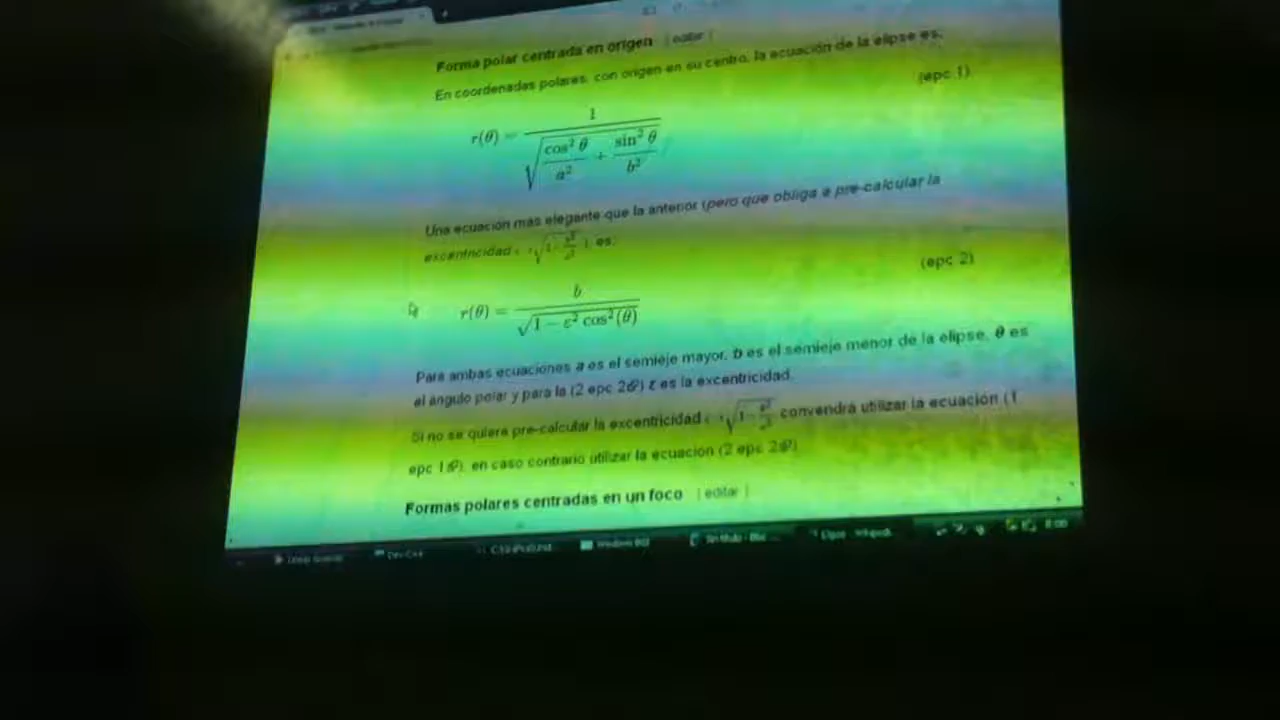 Forma polar centrada en origen [ editar ]
En coordenadas polares, con origen en su centro, la ecuación de la elipse es:
(epc 1)
r(θ) = 1 / √(cos² θ / a² + sin² θ / b²)
Una ecuación más elegante que la anterior (pero que obliga a pre-calcular la
excentricidad √1 - ), es:
(epc 2)
r(θ) = b / √(1 − ε² cos²(θ))
Para ambas ecuaciones a es el semieje mayor, b es el semieje menor de la elipse, θ es
el ángulo polar y para la (2 epc 2) ε es la excentricidad.
Si no se quiere pre-calcular la excentricidad √1 - convendrá utilizar la ecuación (1
epc 1), en caso contrario utilizar la ecuación (2 epc 2)
Formas polares centradas en un foco [ editar ]
Dev-C++